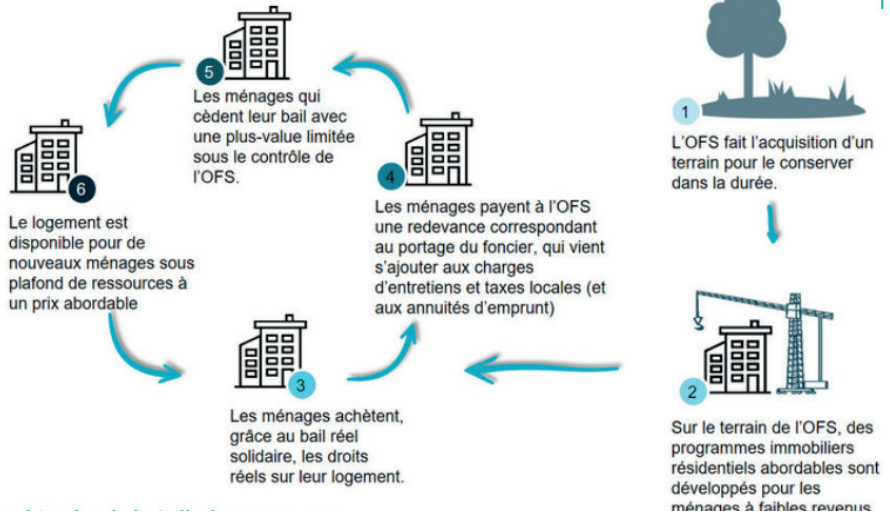 1
L'OFS fait l'acquisition d'un
terrain pour le conserver
dans la durée.
2
Sur le terrain de l'OFS, des
programmes immobiliers
résidentiels abordables sont
développés pour les
ménages à faibles revenus
3
Les ménages achètent,
grâce au bail réel
solidaire, les droits
réels sur leur logement.
4
Les ménages payent à l'OFS
une redevance correspondant
au portage du foncier, qui vient
s'ajouter aux charges
d'entretiens et taxes locales (et
aux annuités d'emprunt)
5
Les ménages qui
cèdent leur bail avec
une plus-value limitée
sous le contrôle de
l'OFS.
6
Le logement est
disponible pour de
nouveaux ménages sous
plafond de ressources à
un prix abordable